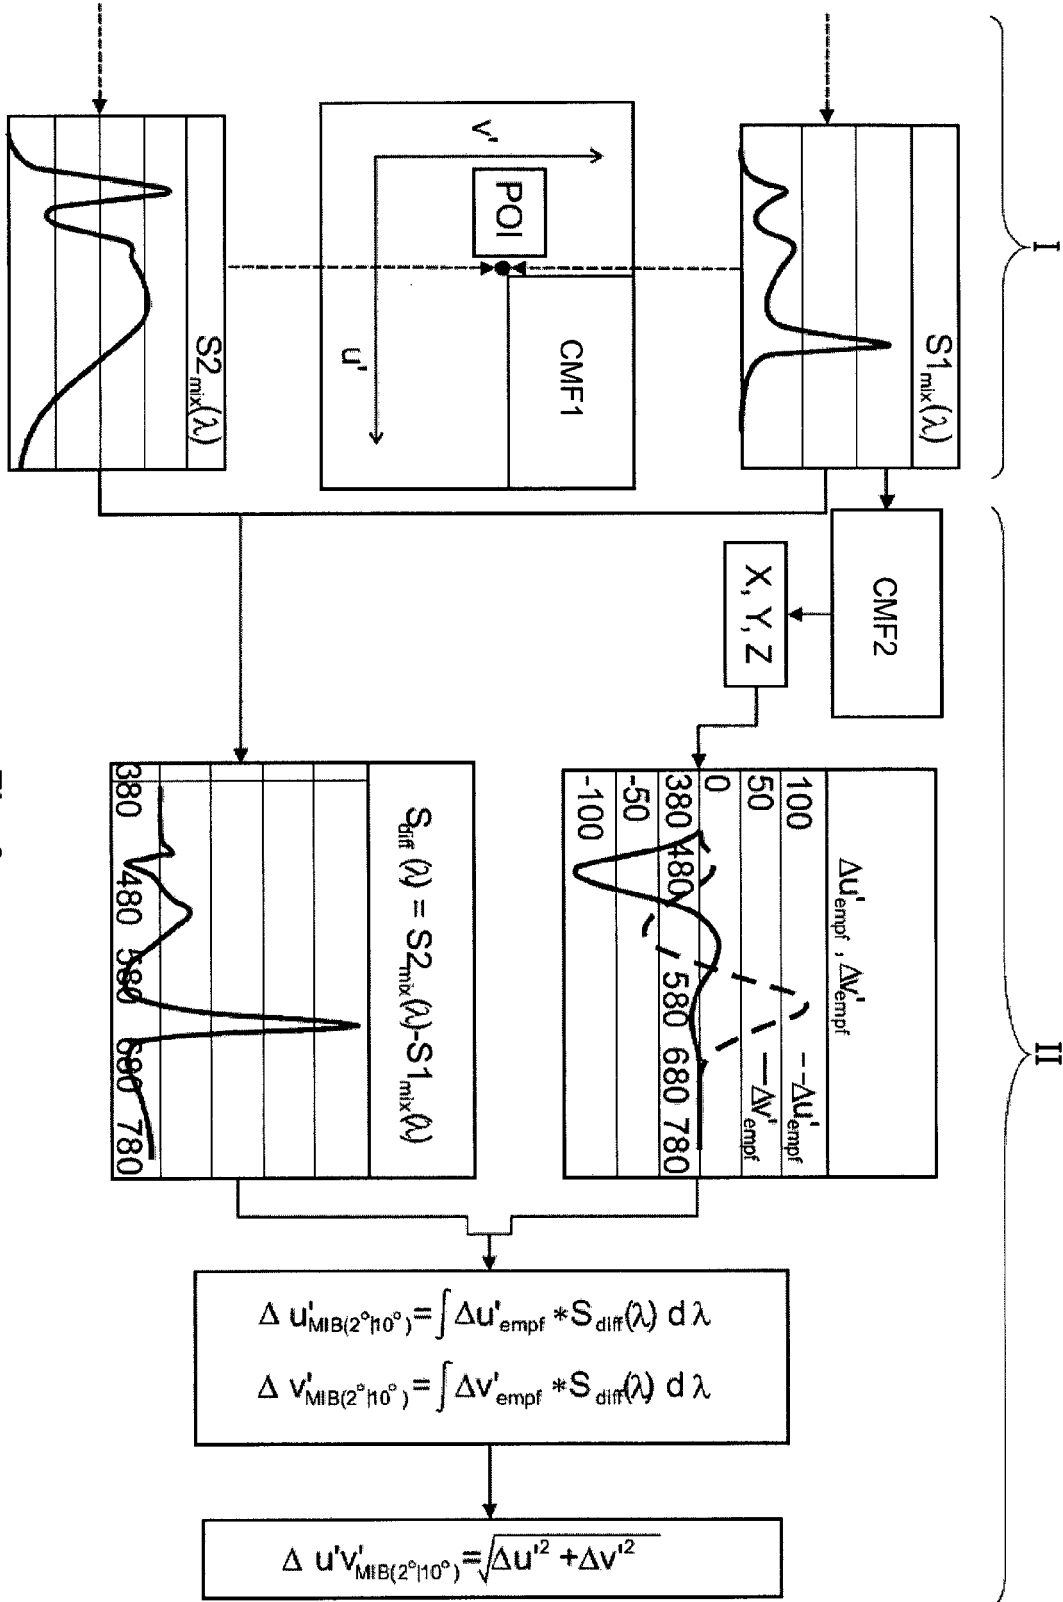 I
II
S1mix(λ)
v'
POI
CMF1
u'
S2mix(λ)
CMF2
X, Y, Z
Δu'empf , Δv'empf
100
50
0
380 480 580 680 780
-50
-100
--Δu'empf
—Δv'empf
Sdiff (λ) = S2mix(λ)-S1mix(λ)
380 480 580 680 780
Δ u'MIB(2°|10°)=∫ Δu'empf *Sdiff(λ) d λ
Δ v'MIB(2°|10°)=∫ Δv'empf *Sdiff(λ) d λ
Δ u'v'MIB(2°|10°)=√Δu'² +Δv'²